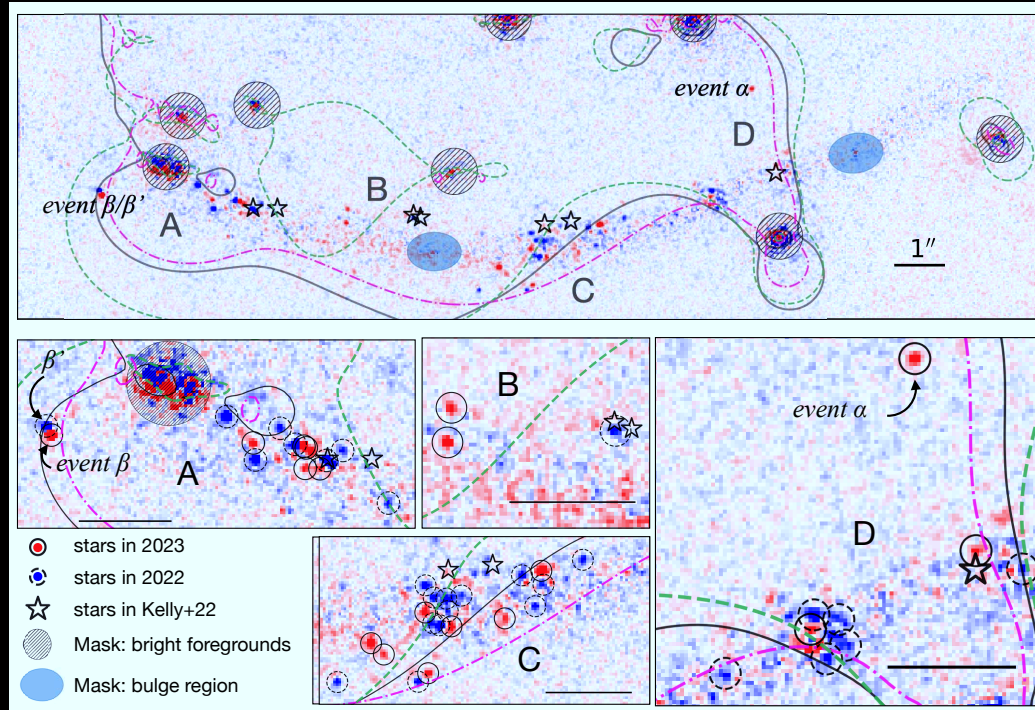 event α
D
B
event β/β’
A
C
1″
β’
event β
A
B
event α
D
C
stars in 2023
stars in 2022
stars in Kelly+22
Mask: bright foregrounds
Mask: bulge region